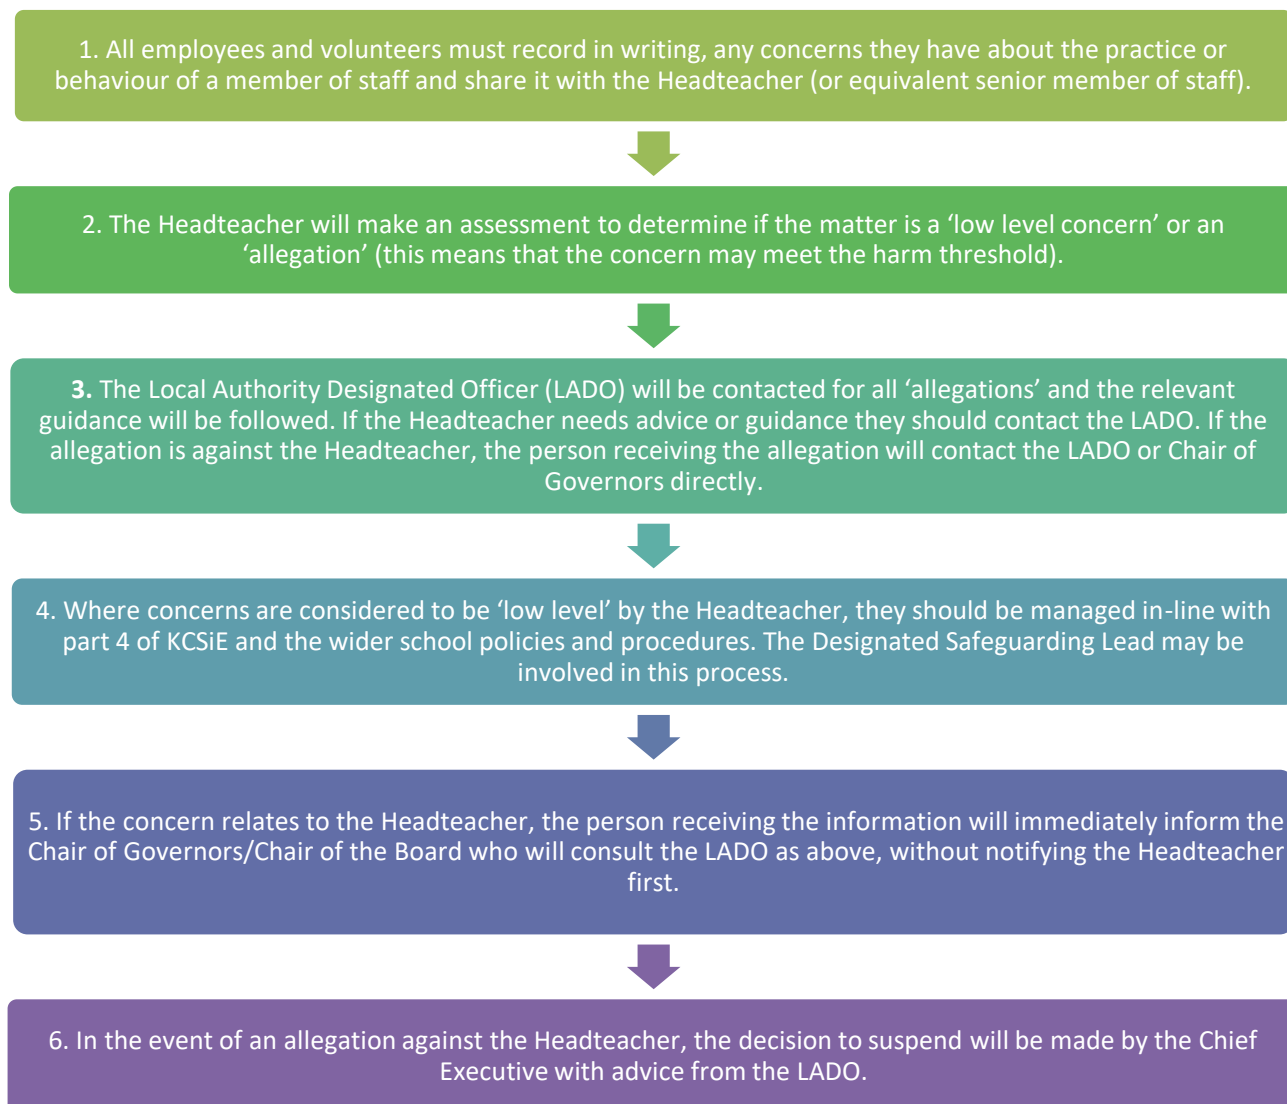 1. All employees and volunteers must record in writing, any concerns they have about the practice or
behaviour of a member of staff and share it with the Headteacher (or equivalent senior member of staff).
2. The Headteacher will make an assessment to determine if the matter is a ‘low level concern’ or an
‘allegation’ (this means that the concern may meet the harm threshold).
3. The Local Authority Designated Officer (LADO) will be contacted for all ‘allegations’ and the relevant
guidance will be followed. If the Headteacher needs advice or guidance they should contact the LADO. If the
allegation is against the Headteacher, the person receiving the allegation will contact the LADO or Chair of
Governors directly.
4. Where concerns are considered to be ‘low level’ by the Headteacher, they should be managed in-line with
part 4 of KCSiE and the wider school policies and procedures. The Designated Safeguarding Lead may be
involved in this process.
5. If the concern relates to the Headteacher, the person receiving the information will immediately inform the
Chair of Governors/Chair of the Board who will consult the LADO as above, without notifying the Headteacher
first.
6. In the event of an allegation against the Headteacher, the decision to suspend will be made by the Chief
Executive with advice from the LADO.